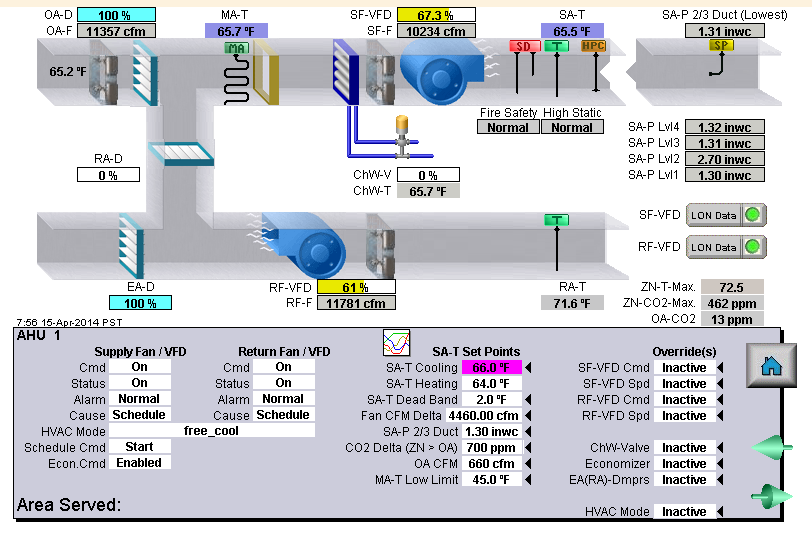 OA-D 100 % MA-T SF-VFD 67.3 % SA-T SA-P 2/3 Duct (Lowest)
OA-F 11357 cfm 65.7 ºF SF-F 10234 cfm 65.5 ºF 1.31 inwc
MA SD T HPC SP
65.2 ºF
Fire Safety High Static
Normal Normal
SA-P Lvl4 1.32 inwc
SA-P Lvl3 1.31 inwc
SA-P Lvl2 2.70 inwc
SA-P Lvl1 1.30 inwc
RA-D
0 %
ChW-V 0 %
ChW-T 65.7 ºF
SF-VFD LON Data
RF-VFD LON Data
T
EA-D RF-VFD 61 % RA-T ZN-T-Max. 72.5
100 % RF-F 11781 cfm 71.6 ºF ZN-CO2-Max. 462 ppm
OA-CO2 13 ppm
7:56 15-Apr-2014 PST
AHU 1
Supply Fan / VFD Return Fan / VFD SA-T Set Points Override(s)
Cmd On Cmd On SA-T Cooling 66.0 ºF SF-VFD Cmd Inactive
Status On Status On SA-T Heating 64.0 ºF SF-VFD Spd Inactive
Alarm Normal Alarm Normal SA-T Dead Band 2.0 ºF RF-VFD Cmd Inactive
Cause Schedule Cause Schedule Fan CFM Delta 4460.00 cfm RF-VFD Spd Inactive
HVAC Mode free_cool SA-P 2/3 Duct 1.30 inwc
Schedule Cmd Start CO2 Delta (ZN > OA) 700 ppm ChW-Valve Inactive
Econ.Cmd Enabled OA CFM 660 cfm Economizer Inactive
MA-T Low Limit 45.0 ºF EA(RA)-Dmprs Inactive
Area Served:
HVAC Mode Inactive